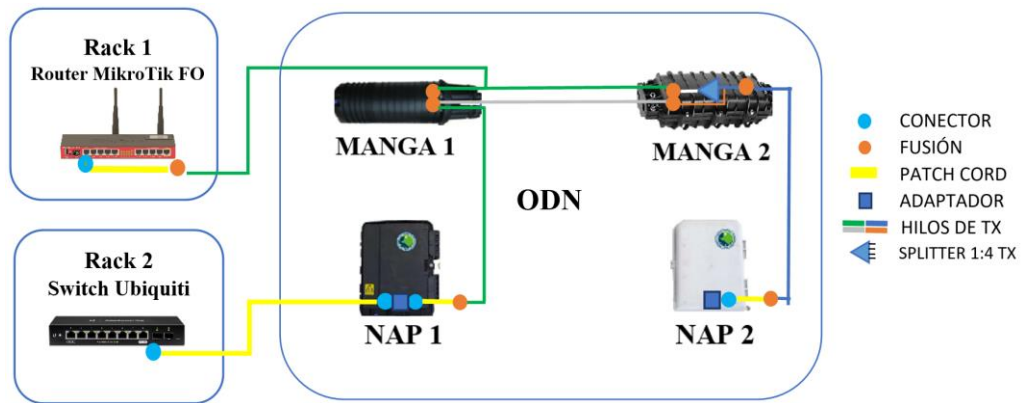 Rack 1
Router MikroTik FO
Rack 2
Switch Ubiquiti
MANGA 1
MANGA 2
ODN
NAP 1
NAP 2
CONECTOR
FUSIÓN
PATCH CORD
ADAPTADOR
HILOS DE TX
SPLITTER 1:4 TX